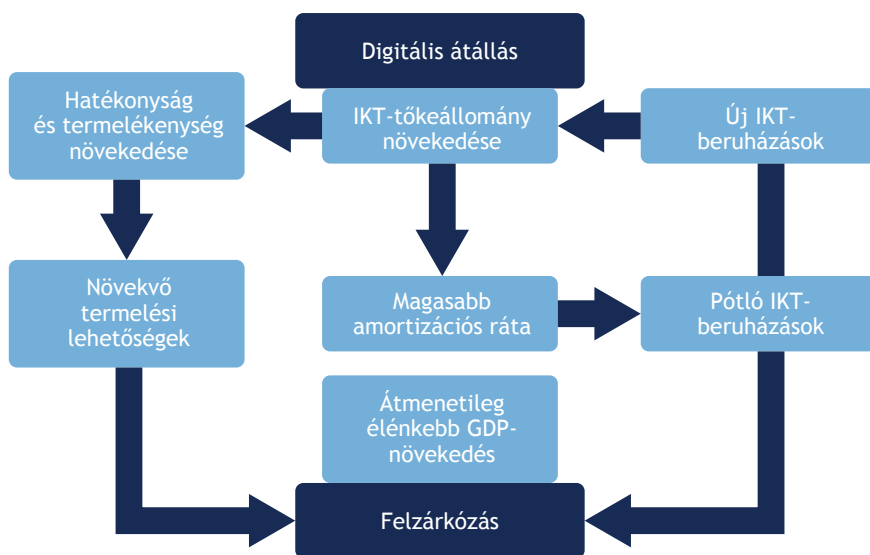 Digitális átállás
Hatékonyság
és termelékenység
növekedése
IKT-tőkeállomány
növekedése
Új IKT-
beruházások
Növekvő
termelési
lehetőségek
Magasabb
amortizációs ráta
Pótló IKT-
beruházások
Átmenetileg
élénkebb GDP-
növekedés
Felzárkózás